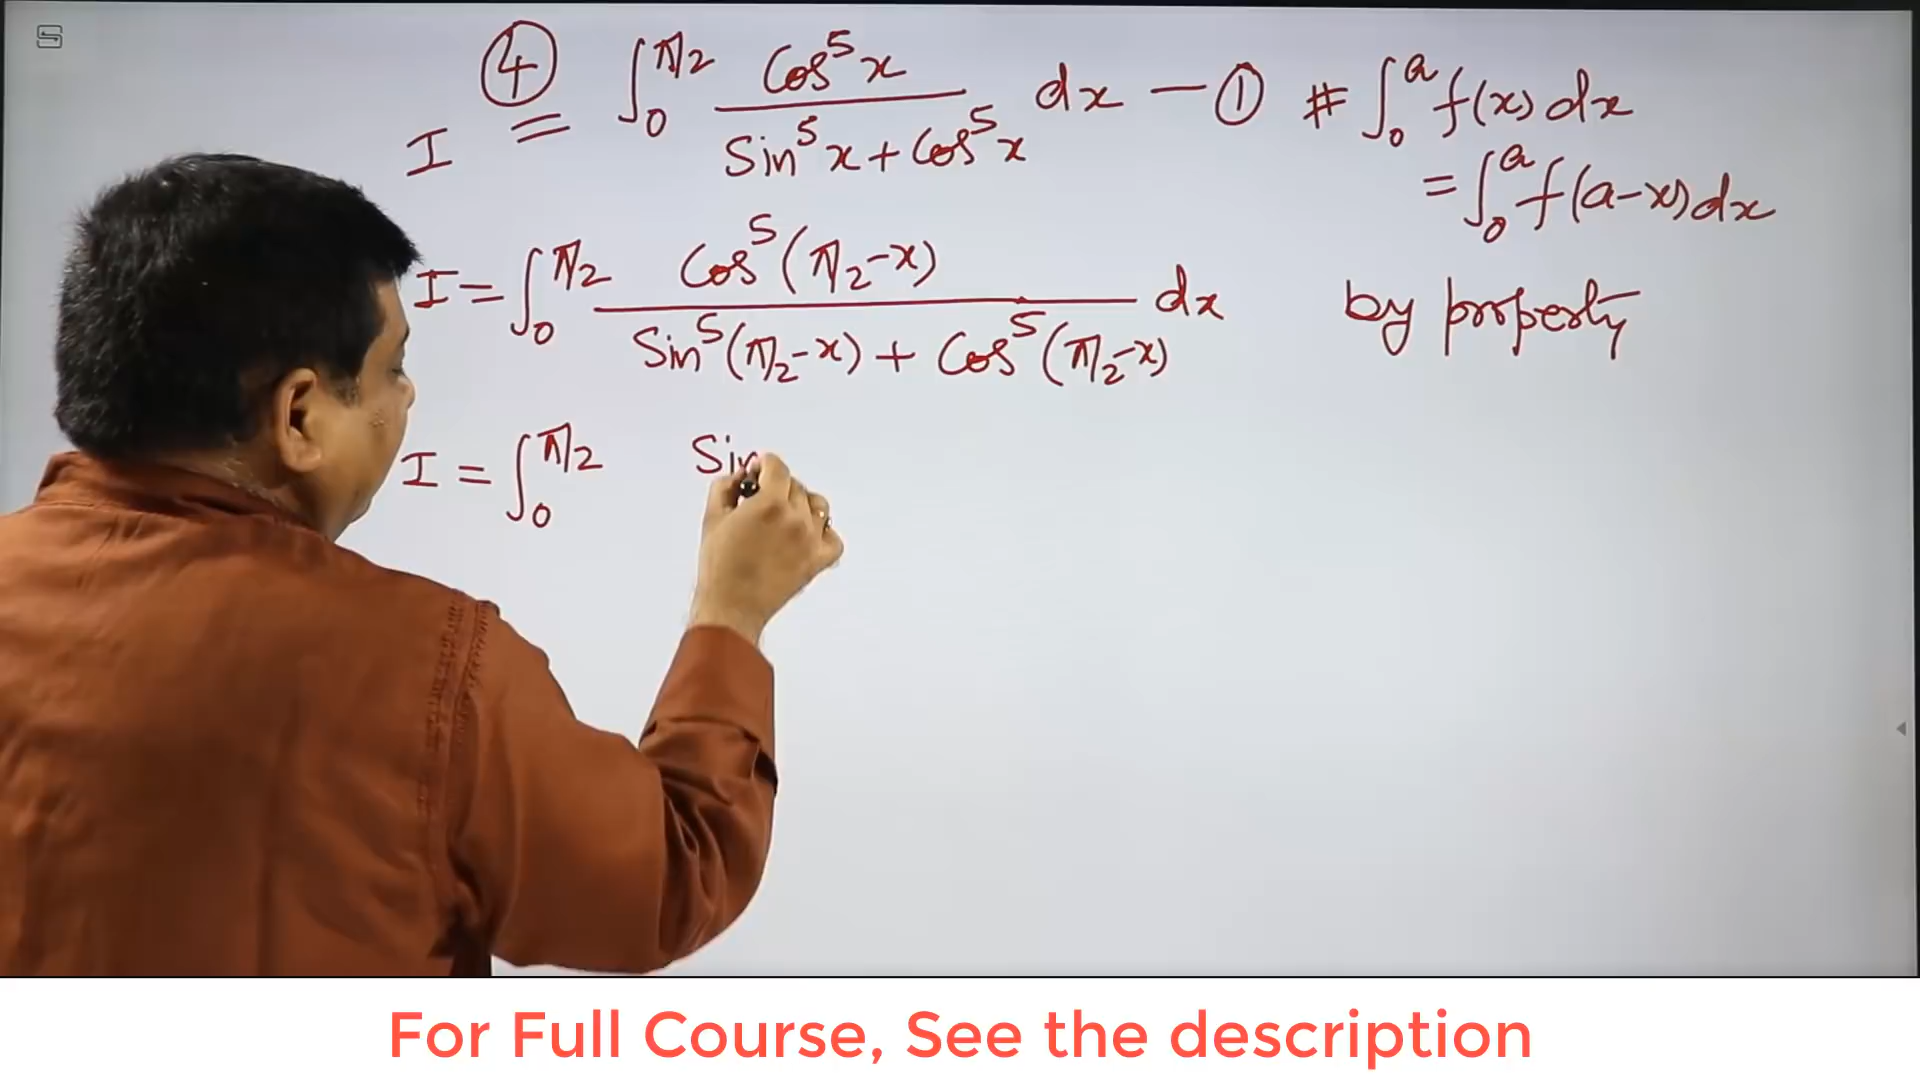 ④ I = ∫₀^π/2 Cos⁵x / Sin⁵x + Cos⁵x dx — ① # ∫₀^a f(x) dx
= ∫₀^a f(a-x) dx
I = ∫₀^π/2 Cos⁵(π/2-x) / Sin⁵(π/2-x) + Cos⁵(π/2-x) dx by property
I = ∫₀^π/2 Sin
For Full Course, See the description